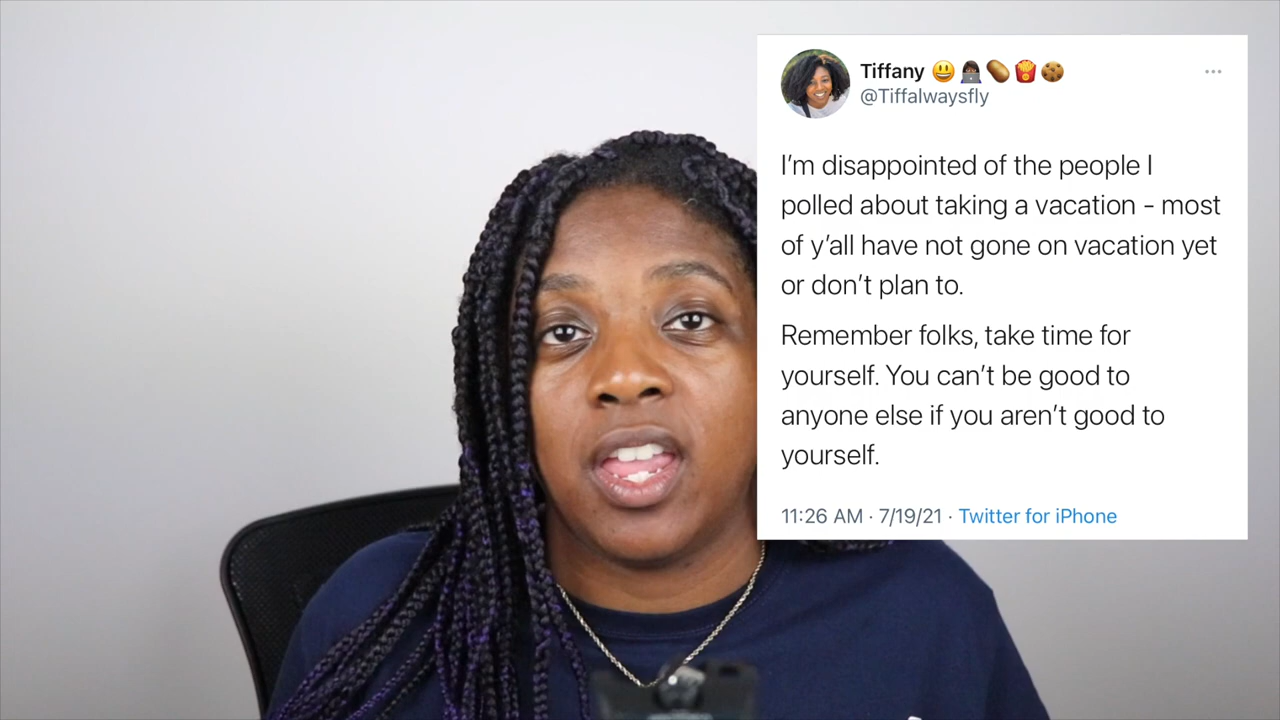 Tiffany 😃👩🏿‍💻🥔🍟🍪
@Tiffalwaysfly
I’m disappointed of the people I
polled about taking a vacation - most
of y’all have not gone on vacation yet
or don’t plan to.
Remember folks, take time for
yourself. You can’t be good to
anyone else if you aren’t good to
yourself.
11:26 AM · 7/19/21 · Twitter for iPhone